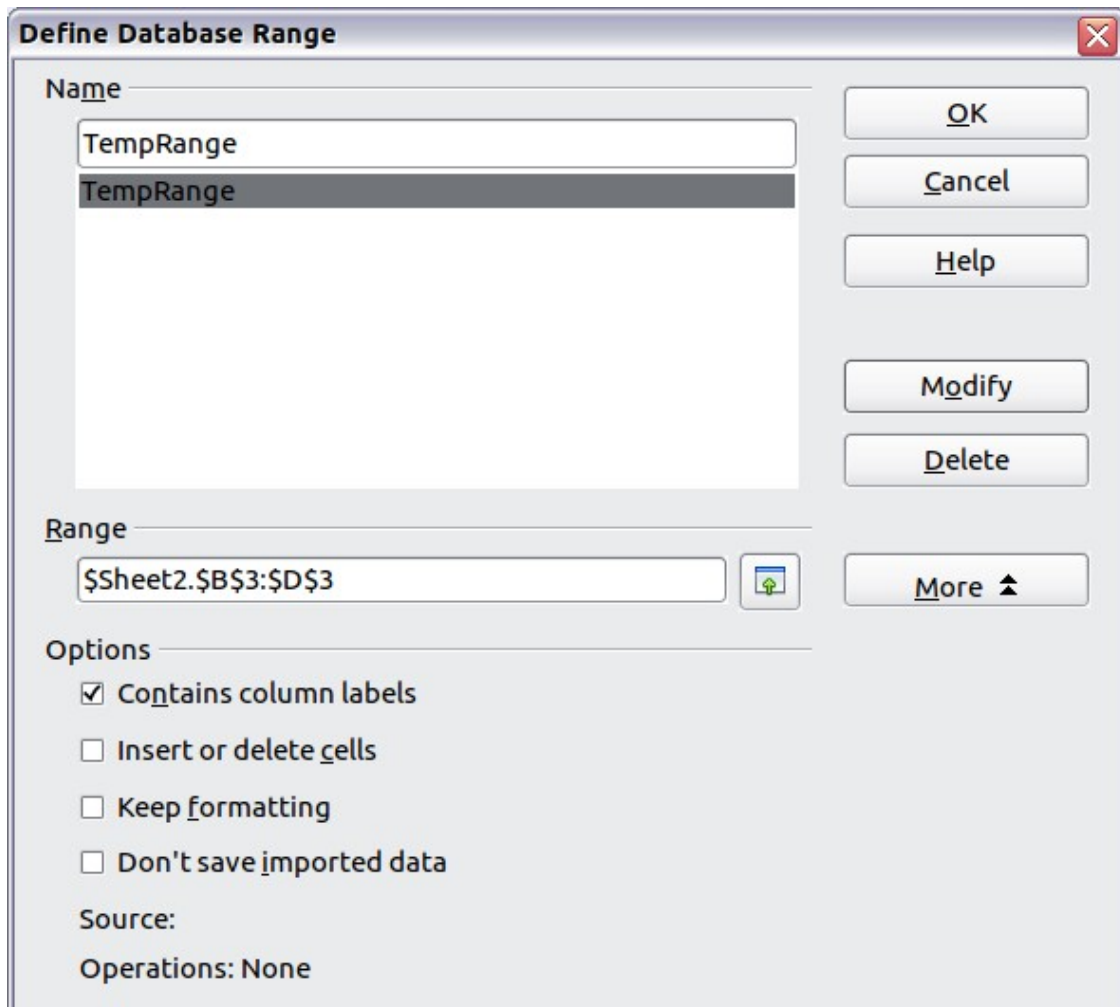 Define Database Range
Name
TempRange
TempRange
OK
Cancel
Help
Modify
Delete
Range
$Sheet2.$B$3:$D$3
More
Options
Contains column labels
Insert or delete cells
Keep formatting
Don't save imported data
Source:
Operations: None